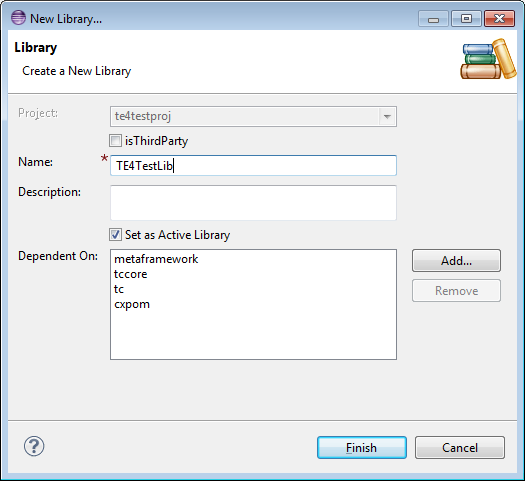 New Library...
Library
Create a New Library
Project: te4testproj
isThirdParty
Name: * TE4TestLib
Description:
Set as Active Library
Dependent On: metaframework
Add...
tccore
tc
Remove
cxpom
?
Finish Cancel